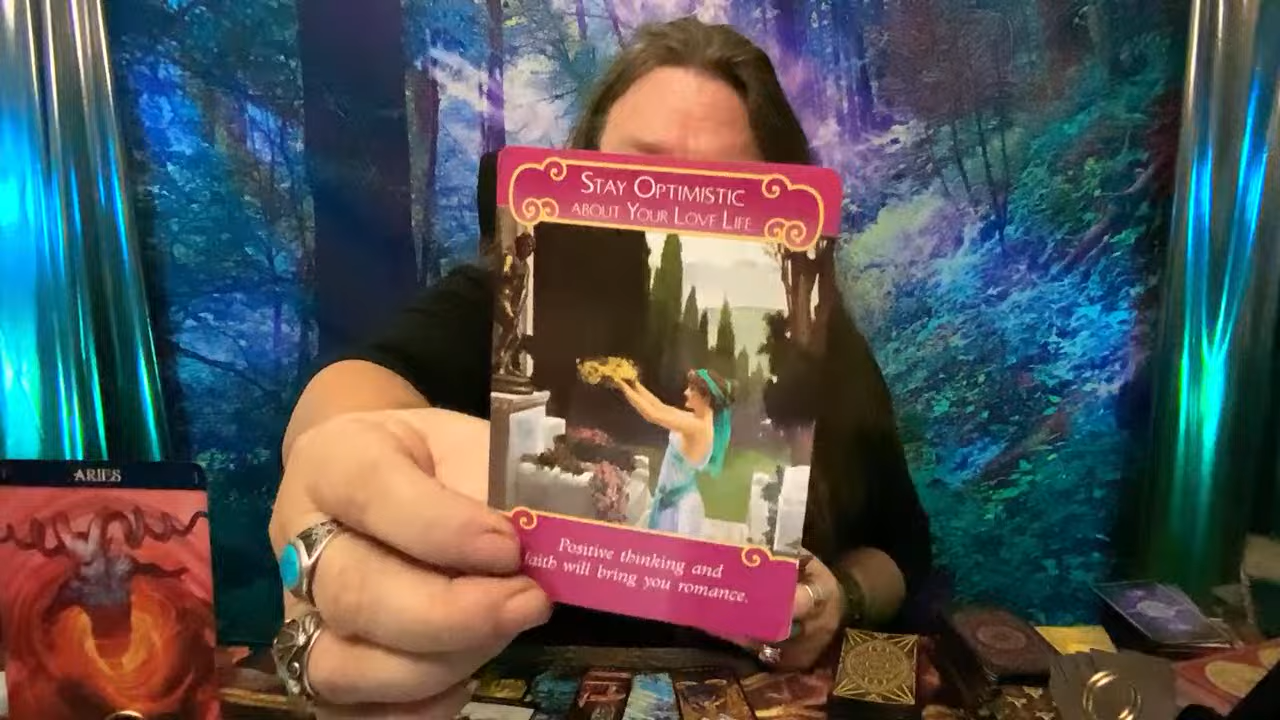 STAY OPTIMISTIC
ABOUT YOUR LOVE LIFE
ARIES
Positive thinking and
faith will bring you romance.